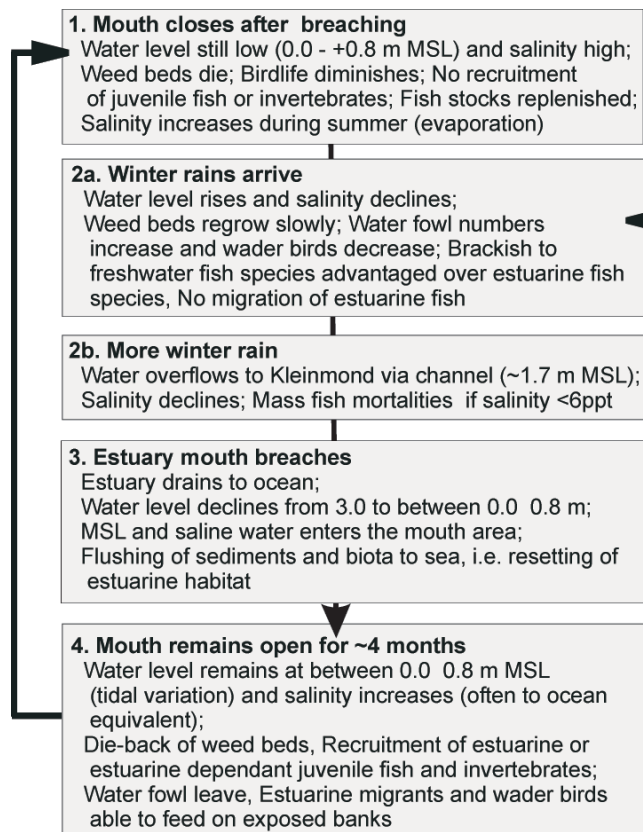 1. Mouth closes after breaching
Water level still low (0.0 - +0.8 m MSL) and salinity high;
Weed beds die; Birdlife diminishes; No recruitment
of juvenile fish or invertebrates; Fish stocks replenished;
Salinity increases during summer (evaporation)
2a. Winter rains arrive
Water level rises and salinity declines;
Weed beds regrow slowly; Water fowl numbers
increase and wader birds decrease; Brackish to
freshwater fish species advantaged over estuarine fish
species, No migration of estuarine fish
2b. More winter rain
Water overflows to Kleinmond via channel (~1.7 m MSL);
Salinity declines; Mass fish mortalities if salinity <6ppt
3. Estuary mouth breaches
Estuary drains to ocean;
Water level declines from 3.0 to between 0.0 0.8 m;
MSL and saline water enters the mouth area;
Flushing of sediments and biota to sea, i.e. resetting of
estuarine habitat
4. Mouth remains open for ~4 months
Water level remains at between 0.0 0.8 m MSL
(tidal variation) and salinity increases (often to ocean
equivalent);
Die-back of weed beds, Recruitment of estuarine or
estuarine dependant juvenile fish and invertebrates;
Water fowl leave, Estuarine migrants and wader birds
able to feed on exposed banks